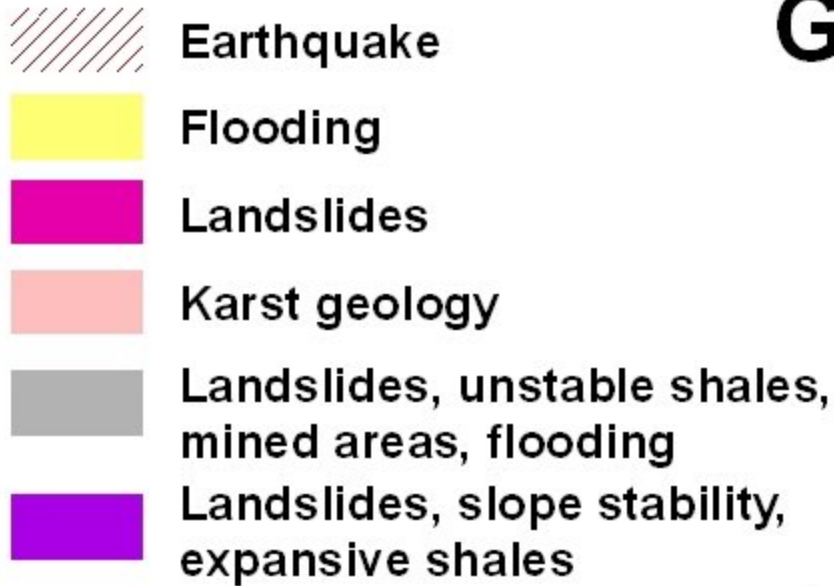 G
Earthquake
Flooding
Landslides
Karst geology
Landslides, unstable shales,
mined areas, flooding
Landslides, slope stability,
expansive shales